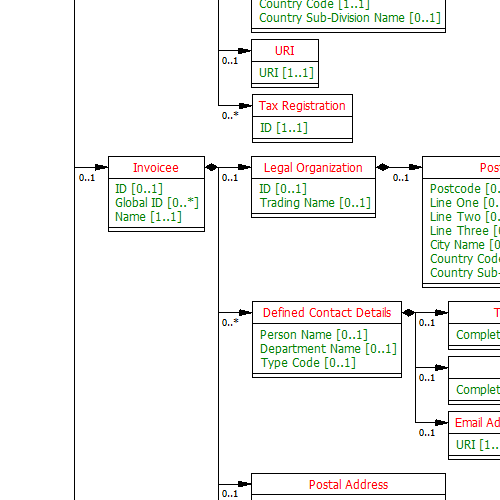 Country Code [1..1]
Country Sub-Division Name [0..1]
URI
0..1
URI [1..1]
Tax Registration
0..*
ID [1..1]
Invoicee
0..1
ID [0..1]
Global ID [0..*]
Name [1..1]
Legal Organization
0..1
ID [0..1]
Trading Name [0..1]
0..1
Postcode [0..
Line One [0..
Line Two [0..
Line Three [0
City Name [0
Country Code
Country Sub-
Defined Contact Details
0..*
Person Name [0..1]
Department Name [0..1]
Type Code [0..1]
0..1
Complet
0..1
Complet
Email Ad
0..1
URI [1..
Postal Address
0..1